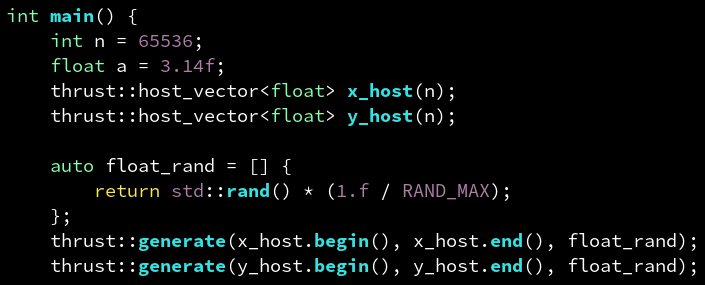 int main() {
    int n = 65536;
    float a = 3.14f;
    thrust::host_vector<float> x_host(n);
    thrust::host_vector<float> y_host(n);

    auto float_rand = [] {
        return std::rand() * (1.f / RAND_MAX);
    };
    thrust::generate(x_host.begin(), x_host.end(), float_rand);
    thrust::generate(y_host.begin(), y_host.end(), float_rand);